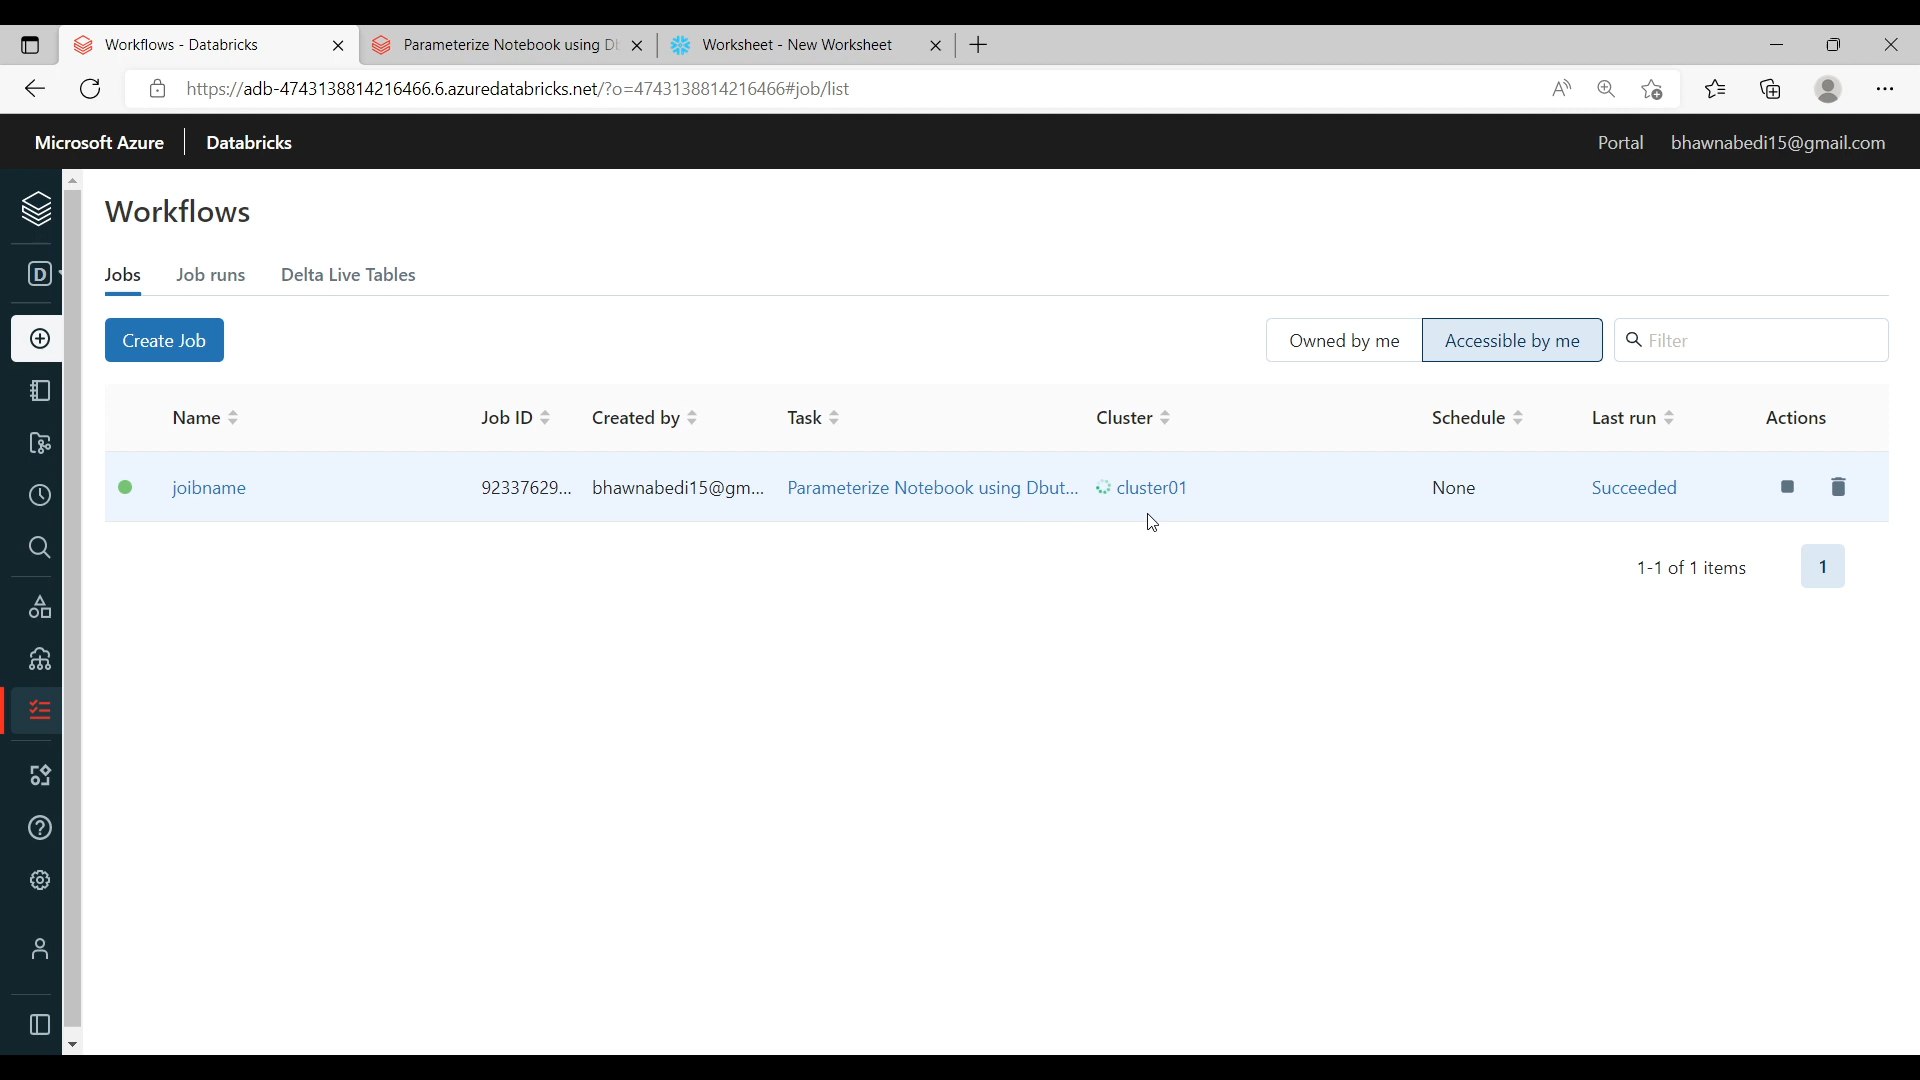 Workflows - Databricks
Parameterize Notebook using D
Worksheet - New Worksheet
https://adb-4743138814216466.6.azuredatabricks.net/?o=4743138814216466#job/list
Microsoft Azure
Databricks
Portal
bhawnabedi15@gmail.com
D
Workflows
Jobs
Job runs
Delta Live Tables
Create Job
Owned by me
Accessible by me
Filter
Name Job ID Created by Task Cluster Schedule Last run Actions
joibname 92337629... bhawnabedi15@gm... Parameterize Notebook using Dbut... cluster01 None Succeeded
1-1 of 1 items
1